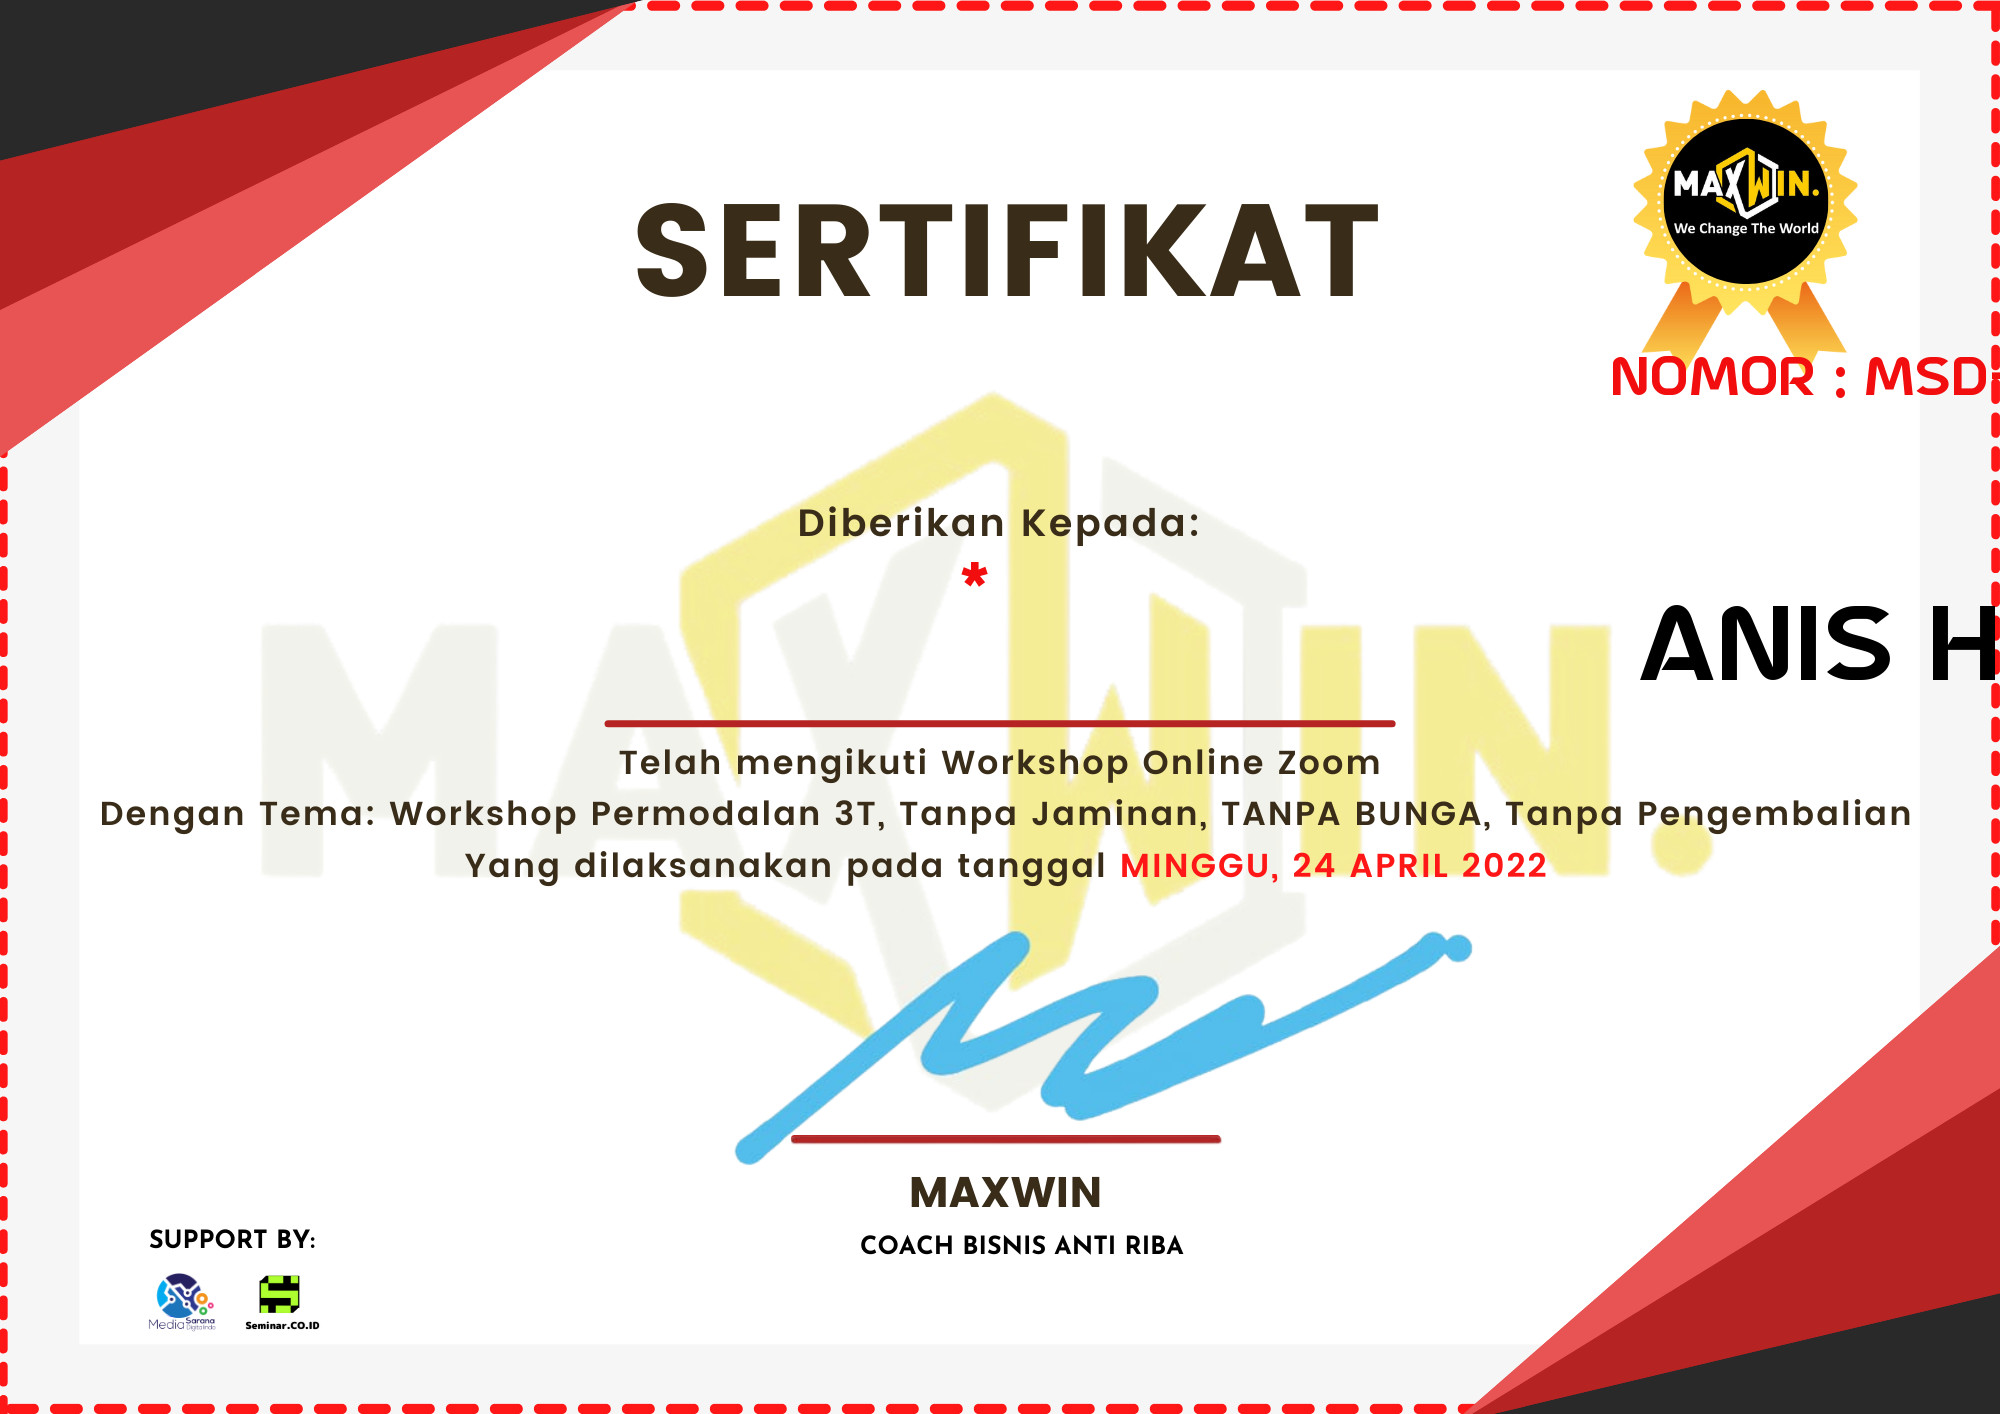 MAXWIN.
We Change The World
SERTIFIKAT
NOMOR : MSD
Diberikan Kepada:
*
ANIS H
MAXWIN.
Telah mengikuti Workshop Online Zoom
Dengan Tema: Workshop Permodalan 3T, Tanpa Jaminan, TANPA BUNGA, Tanpa Pengembalian
Yang dilaksanakan pada tanggal MINGGU, 24 APRIL 2022
MAXWIN
COACH BISNIS ANTI RIBA
SUPPORT BY:
Media Sarana
Digitalindo
Seminar.CO.ID